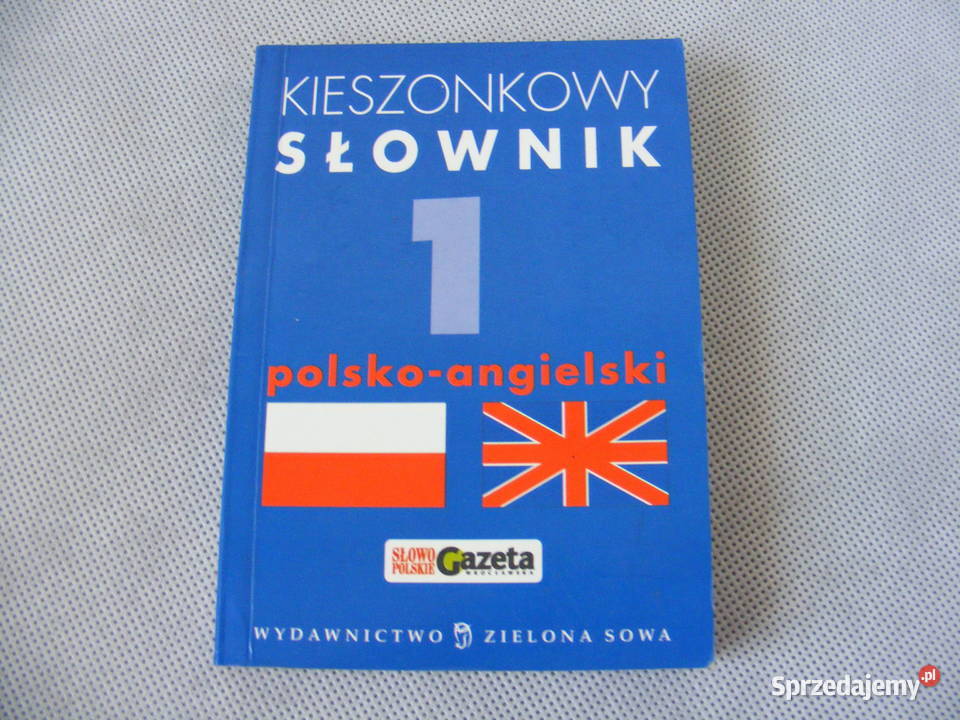 KIESZONKOWY
SŁOWNIK
1
polsko-angielski
SŁOWO
POLSKIE
Gazeta
WROCŁAWSKA
WYDAWNICTWO ZIELONA SOWA
Sprzedajemy.pl